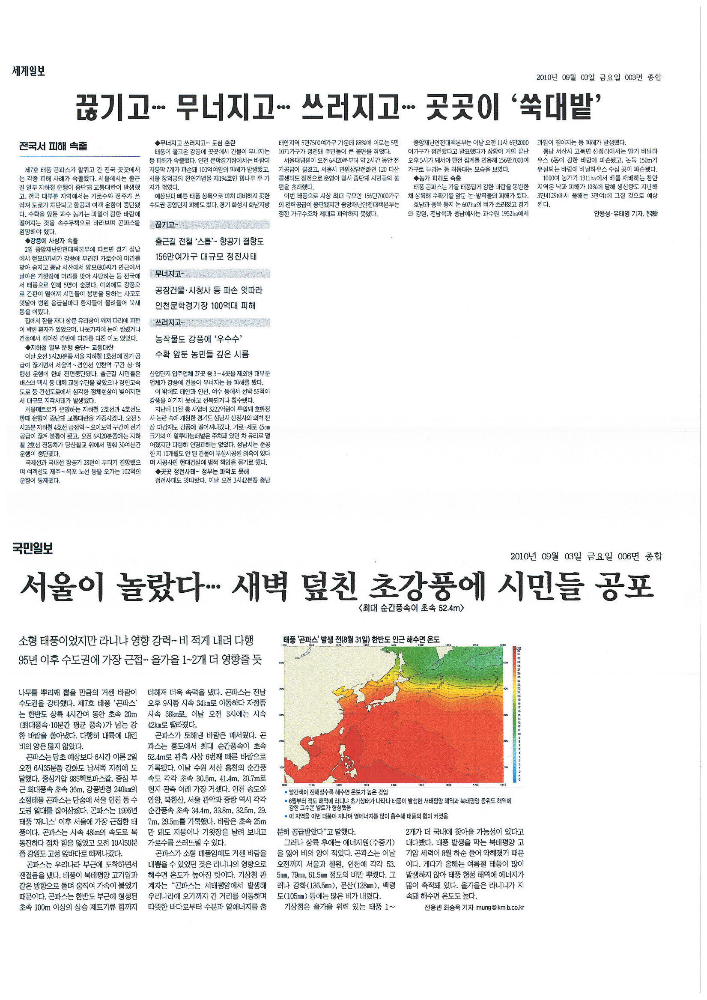 세계일보
2010년 09월 03일 금요일 003면 종합
끊기고… 무너지고… 쓰러지고… 곳곳이 ‘쑥대밭’
전국서 피해 속출
제7호 태풍 곤파스가 할퀴고 간 전국 곳곳에서
는 각종 피해 사례가 속출했다. 서울에서는 출근
길 일부 지하철 운행이 중단돼 교통대란이 발생했
고, 전국 대부분 지역에서는 가로수와 전주가 쓰
러져 도로가 차단되고 항공과 여객 운항이 중단됐
다. 수확을 앞둔 과수 농가는 과일이 강한 바람에
떨어지는 것을 속수무책으로 바라보며 곤파스를
원망해야 했다.
◆강풍에 사상자 속출
2일 중앙재난안전대책본부에 따르면 경기 성남
에서 현모(37)씨가 강풍에 부러진 가로수에 머리를
맞아 숨지고 충남 서산에서 양모(80)씨가 인근에서
날아온 기왓장에 머리를 맞아 사망하는 등 전국에
서 태풍으로 인해 5명이 숨졌다. 이외에도 강풍으
로 간판이 떨어져 시민들이 봉변을 당하는 사고도
잇달아 병원 응급실마다 환자들이 몰려들어 북새
통을 이뤘다.
집에서 잠을 자다 창문 유리창이 깨져 다리에 파편
이 박힌 환자가 있었으며, 나뭇가지에 눈이 찔렸거나
건물에서 떨어진 간판에 다리를 다친 이도 있었다.
◆지하철 일부 운행 중단… 교통대란
이날 오전 5시20분쯤 서울 지하철 1호선에 전기 공
급이 끊기면서 서울역~경인선 인천역 구간 상·하
행선 운행이 한때 전면중단됐다. 출근길 시민들은
버스와 택시 등 대체 교통수단을 찾았으나 경인고속
도로 등 간선도로에서 심각한 정체현상이 빚어지면
서 대규모 지각사태가 발생했다.
서울메트로가 운영하는 지하철 2호선과 4호선도
한때 운행이 중단돼 교통대란을 가중시켰다. 오전 5
시26분 지하철 4호선 금정역~오이도역 구간이 전기
공급이 끊겨 불통이 됐고, 오전 6시20분쯤에는 지하
철 2호선 전동차가 당산철교 위에서 멈춰 30여분간
운행이 중단됐다.
국제선과 국내선 항공기 28편이 무더기 결항됐으
며 여객선도 제주~목포 노선 등을 오가는 102척의
운항이 통제됐다.
◆무너지고 쓰러지고… 도심 혼란
태풍이 몰고온 강풍에 곳곳에서 건물이 무너지는
등 피해가 속출했다. 인천 문학경기장에서는 바람에
지붕막 7개가 파손돼 100억여원의 피해가 발생했고,
서울 창덕궁의 천연기념물 제194호인 향나무 주 가
지가 꺾였다.
예상보다 빠른 태풍 상륙으로 미처 대비하지 못한
수도권 공업단지 피해도 컸다. 경기 화성시 화남지방
끊기고…
출근길 전철 ‘스톱’… 항공기 결항도
156만여가구 대규모 정전사태
무너지고…
공장건물·시청사 등 파손 잇따라
인천문학경기장 100억대 피해
쓰러지고…
농작물도 강풍에 ‘우수수’
수확 앞둔 농민들 깊은 시름
산업단지 입주업체 27곳 중 3~4곳을 제외한 대부분
업체가 강풍에 건물이 무너지는 등 피해를 봤다.
이 밖에도 태안과 인천, 여수 등에서 선박 55척이
강풍을 이기지 못하고 전복되거나 침수됐다.
지난해 11월 총 사업비 3222억원이 투입돼 호화청
사 논란 속에 개청한 경기도 성남시 신청사의 외벽 천
장 마감재도 강풍에 떨어져나갔다. 가로·세로 45㎝
크기의 이 알루미늄패널은 주차돼 있던 차 유리로 떨
어졌지만 다행히 인명피해는 없었다. 성남시는 준공
한 지 10개월도 안 된 건물이 부실시공된 의혹이 있다
며 시공사인 현대건설에 법적 책임을 묻기로 했다.
◆곳곳 정전사태… 정부는 파악도 못해
정전사태도 잇따랐다. 이날 오전 3시42분쯤 충남
태안지역 5만7500여가구 가운데 88%에 이르는 5만
1071가구가 정전돼 주민들이 큰 불편을 겪었다.
서울대병원이 오전 6시20분부터 약 2시간 동안 전
기공급이 끊겼고, 서울시 민원상담전화인 120 다산
콜센터도 정전으로 운영이 일시 중단돼 시민들의 불
편을 초래했다.
이번 태풍으로 사상 최대 규모인 156만7000가구
의 전력공급이 중단됐지만 중앙재난안전대책본부는
정전 가구수조차 제대로 파악하지 못했다.
중앙재난안전대책본부는 이날 오전 11시 6만2000
여가구가 정전됐다고 발표했다가 상황이 거의 끝난
오후 5시가 돼서야 한전 집계를 인용해 156만7000여
가구로 늘리는 등 허둥대는 모습을 보였다.
◆농가 피해도 속출
태풍 곤파스는 가을 태풍답게 강한 바람을 동반한
채 상륙해 수확기를 앞둔 논·밭작물의 피해가 컸다.
호남과 충북 등지 논 607㏊의 벼가 쓰러졌고 경기
와 강원, 전남북과 충남에서는 과수원 1952㏊에서
과일이 떨어지는 등 피해가 발생했다.
충남 서산시 고북면 신정리에서는 딸기 비닐하
우스 6동이 강한 바람에 파손됐고, 논둑 150m가
유실되는 바람에 비닐하우스 수십 곳이 파손됐다.
1000여 농가가 1311㏊에서 배를 재배하는 천안
지역은 낙과 피해가 10%에 달해 생산량도 지난해
3만4129t에서 올해는 3만여t에 그칠 것으로 예상
된다.
안용성·유태영 기자, 전국종합
국민일보
2010년 09월 03일 금요일 006면 종합
서울이 놀랐다… 새벽 덮친 초강풍에 시민들 공포
〈최대 순간풍속이 초속 52.4m〉
소형 태풍이었지만 라니냐 영향 강력… 비 적게 내려 다행
95년 이후 수도권에 가장 근접… 올가을 1~2개 더 영향줄 듯
나무를 뿌리째 뽑을 만큼의 거센 바람이
수도권을 강타했다. 제7호 태풍 ‘곤파스’
는 한반도 상륙 4시간여 동안 초속 20m
(최대풍속·10분간 평균 풍속)가 넘는 강
한 바람을 쏟아냈다. 다행히 내륙에 내린
비의 양은 많지 않았다.
곤파스는 당초 예상보다 6시간 이른 2일
오전 6시35분쯤 강화도 남서쪽 지점에 도
달했다. 중심기압 985헥토파스칼, 중심 부
근 최대풍속 초속 36m, 강풍반경 240㎞의
소형태풍 곤파스는 단숨에 서울 인천 등 수
도권 일대를 집어삼켰다. 곤파스는 1995년
태풍 ‘재니스’ 이후 서울에 가장 근접한 태
풍이다. 곤파스는 시속 48㎞의 속도로 북
동진하다 점차 힘을 잃었고 오전 10시50분
쯤 강원도 고성 앞바다로 빠져나갔다.
곤파스는 우리나라 부근에 도착하면서
잰걸음을 냈다. 태풍이 북태평양 고기압과
같은 방향으로 돌며 움직여 가속이 붙었기
때문이다. 곤파스는 한반도 부근에 형성된
초속 100m 이상의 상승 제트기류 힘까지
더해져 더욱 속력을 냈다. 곤파스는 전날
오후 9시쯤 시속 34㎞로 이동하다 자정쯤
시속 38㎞로, 이날 오전 3시에는 시속
42㎞로 빨라졌다.
곤파스가 토해낸 바람은 매서웠다. 곤
파스는 홍도에서 최대 순간풍속이 초속
52.4m로 관측 사상 6번째 빠른 바람으로
기록됐다. 이날 수원 서산 홍천의 순간풍
속도 각각 초속 30.5m, 41.4m, 20.7m로
현지 관측 이래 가장 거셌다. 인천 송도와
안양, 북한산, 서울 관악과 중랑 역시 각각
순간풍속 초속 34.4m, 33.8m, 32.5m, 29.
7m, 29.5m를 기록했다. 바람은 초속 25m
만 돼도 지붕이나 기왓장을 날려 보내고
가로수를 쓰러뜨릴 수 있다.
곤파스가 소형 태풍임에도 거센 바람을
내뿜을 수 있었던 것은 라니냐의 영향으로
해수면 온도가 높아진 탓이다. 기상청 관
계자는 “곤파스는 서태평양에서 발생해
우리나라에 오기까지 긴 거리를 이동하며
따뜻한 바다로부터 수분과 열에너지를 충
태풍 '곤파스' 발생 전(8월 31일) 한반도 인근 해수면 온도
• 빨간색이 진해질수록 해수면 온도가 높은 것임
• 6월부터 적도 해역에 라니냐 초기상태가 나타나 태풍이 발생한 서태평양 해역과 북태평양 중위도 해역에
강한 고수온 벨트가 형성됐음
• 이 지역을 이번 태풍이 지나며 열에너지를 많이 흡수해 태풍의 힘이 커졌음
분히 공급받았다”고 말했다.
그러나 상륙 후에는 에너지원(수증기)
을 잃어 비의 양이 적었다. 곤파스는 이날
오전까지 서울과 철원, 인천에 각각 53.
5㎜, 79㎜, 61.5㎜ 정도의 비만 뿌렸다. 그
러나 강화(136.5㎜), 문산(128㎜), 백령
도(105㎜) 등에는 많은 비가 내렸다.
기상청은 올가을 위력 있는 태풍 1~
2개가 더 국내에 찾아올 가능성이 있다고
내다봤다. 태풍 발생을 막는 북태평양 고
기압 세력이 8월 하순 들어 약해졌기 때문
이다. 게다가 올해는 여름철 태풍이 많이
발생하지 않아 태풍 형성 해역에 에너지가
많이 축적돼 있다. 올가을은 라니냐가 지
속돼 해수면 온도도 높다.
전웅빈 최승욱 기자 imung@kmib.co.kr